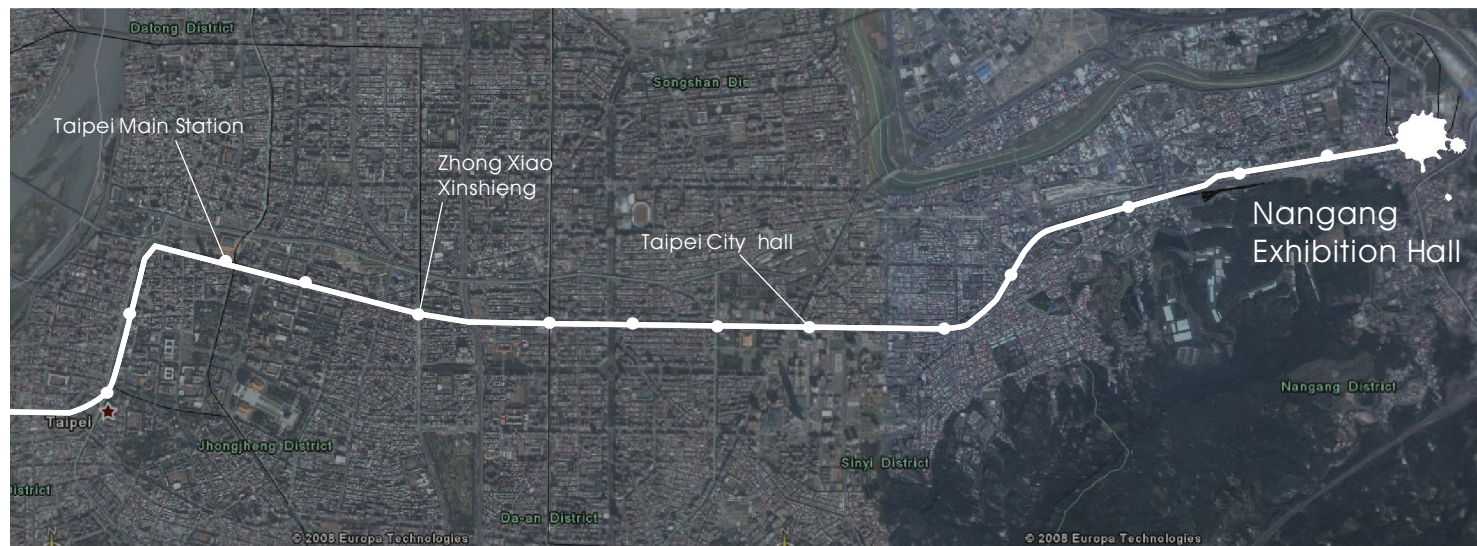 Datong District
Songshan Dis
Taipei Main Station
Zhong Xiao
Xinshieng
Nangang
Exhibition Hall
Taipei City hall
Nangang District
Taipei
Jhongjheng District
Sinyi District
istrict
Da-an District
© 2008 Europa Technologies
© 2008 Europa Technologies